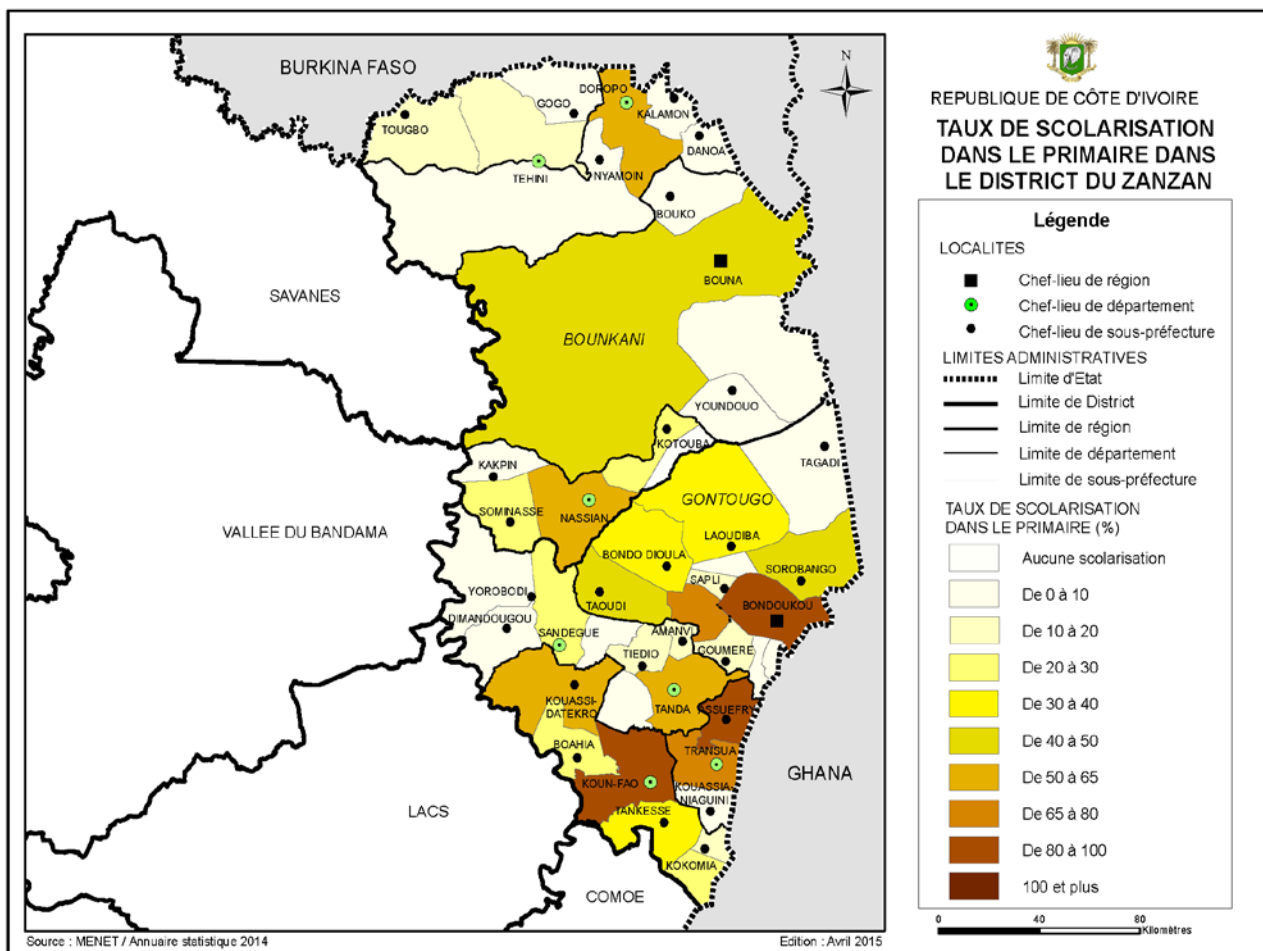 BURKINA FASO
N
DOROPO
GOGO
KALAMON
TOUGBO
DANOA
TEHINI
NYAMOIN
BOUKO
BOUNA
SAVANES
BOUNKANI
YOUNDOUO
KOTOUBA
TAGADI
KAKPIN
GONTOUGO
NASSIAN
SOMINASSE
VALLEE DU BANDAMA
LAOUDIBA
BONDO DIOULA
SOROBANGO
SAPLI
YOROBODI
TAOUDI
BONDOUKOU
DIMANDOUGOU
SANDEGUE
AMANVI
TIEDIO
GOUMERE
KOUASSI-
DATEKRO
TANDA
ASSUEFRY
BOAHIA
TRANSUA
GHANA
KOUN-FAO
KOUASSIA
NIAGUINI
LACS
TANKESSE
KOKOMIA
COMOE
Source : MENET / Annuaire statistique 2014
Edition : Avril 2015
REPUBLIQUE DE CÔTE D'IVOIRE
TAUX DE SCOLARISATION
DANS LE PRIMAIRE DANS
LE DISTRICT DU ZANZAN
Légende
LOCALITES
Chef-lieu de région
Chef-lieu de département
Chef-lieu de sous-préfecture
LIMITES ADMINISTRATIVES
Limite d'Etat
Limite de District
Limite de région
Limite de département
Limite de sous-préfecture
TAUX DE SCOLARISATION
DANS LE PRIMAIRE (%)
Aucune scolarisation
De 0 à 10
De 10 à 20
De 20 à 30
De 30 à 40
De 40 à 50
De 50 à 65
De 65 à 80
De 80 à 100
100 et plus
0 40 80
Kilomètres